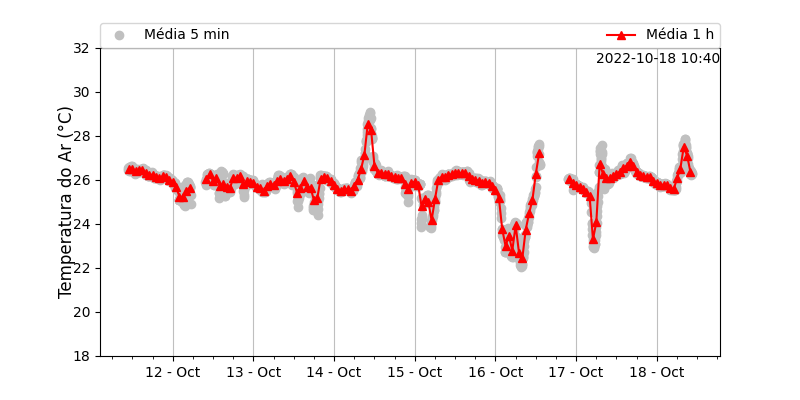 Média 5 min
Média 1 h
2022-10-18 10:40
Temperatura do Ar (°C)
32
30
28
26
24
22
20
18
12 - Oct
13 - Oct
14 - Oct
15 - Oct
16 - Oct
17 - Oct
18 - Oct